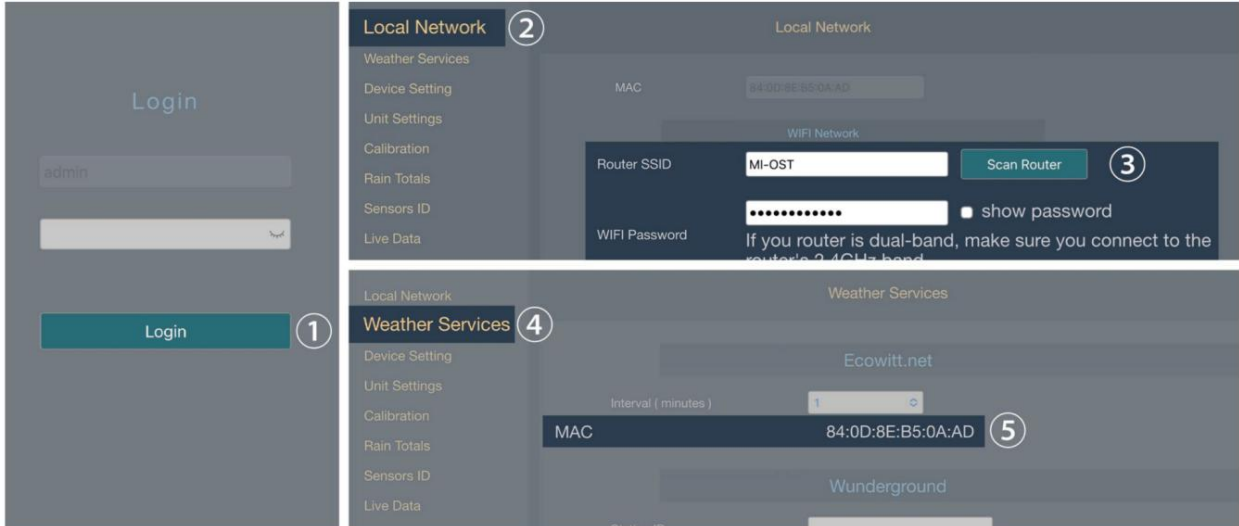 Login
admin
Login
1
Local Network
2
Weather Services
Device Setting
Unit Settings
Calibration
Rain Totals
Sensors ID
Live Data
Local Network
MAC
84:0D:8E:B5:0A:AD
WIFI Network
Router SSID
MI-OST
Scan Router
3
WIFI Password
••••••••••••
show password
If you router is dual-band, make sure you connect to the
router's 2.4GHz band
Local Network
Weather Services
4
Device Setting
Unit Settings
Calibration
Rain Totals
Sensors ID
Live Data
Weather Services
Ecowitt.net
Interval ( minutes )
1
MAC
84:0D:8E:B5:0A:AD
5
Wunderground